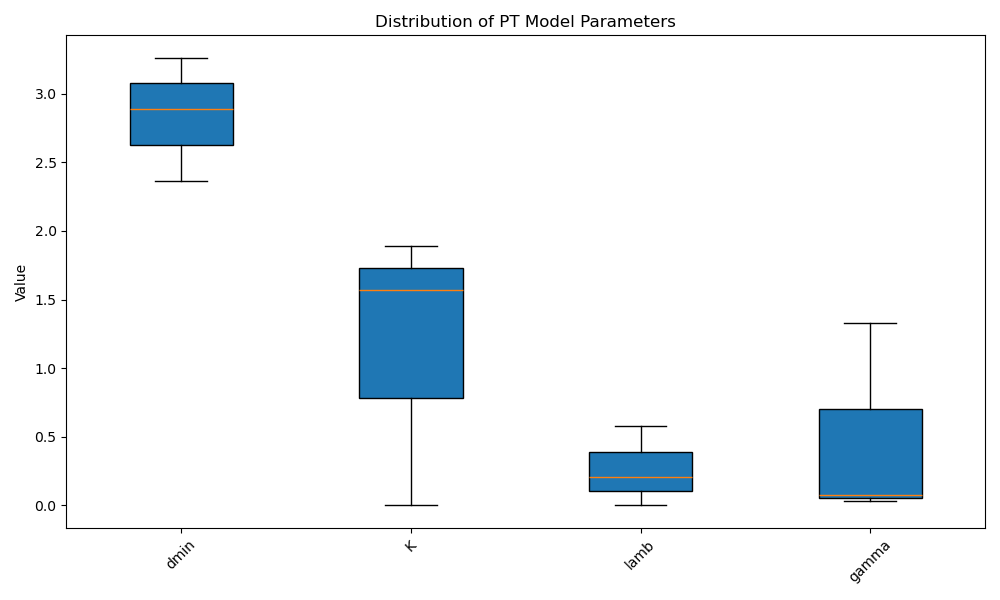 Distribution of PT Model Parameters
Value
3.0
2.5
2.0
1.5
1.0
0.5
0.0
dmin
K
lamb
gamma